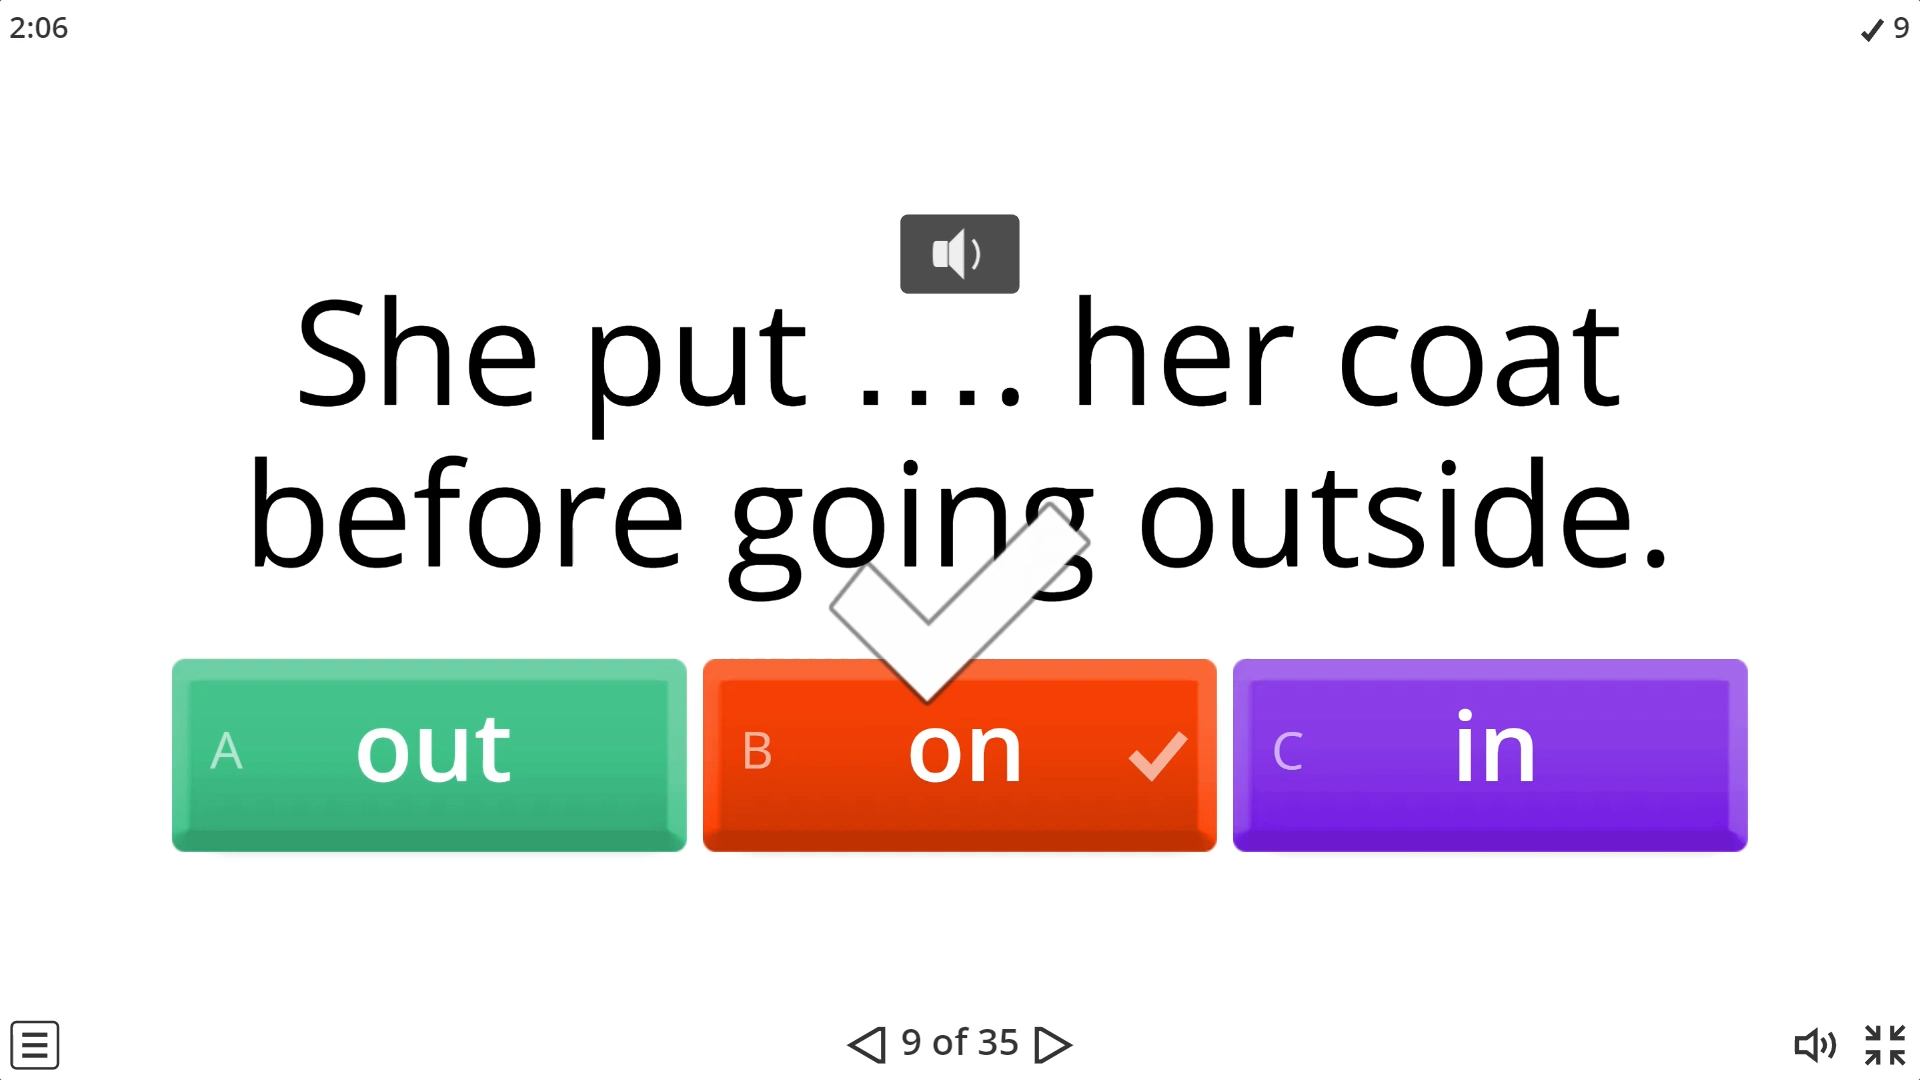 2:06
9
She put .... her coat
before going outside.
A out
B on
C in
9 of 35